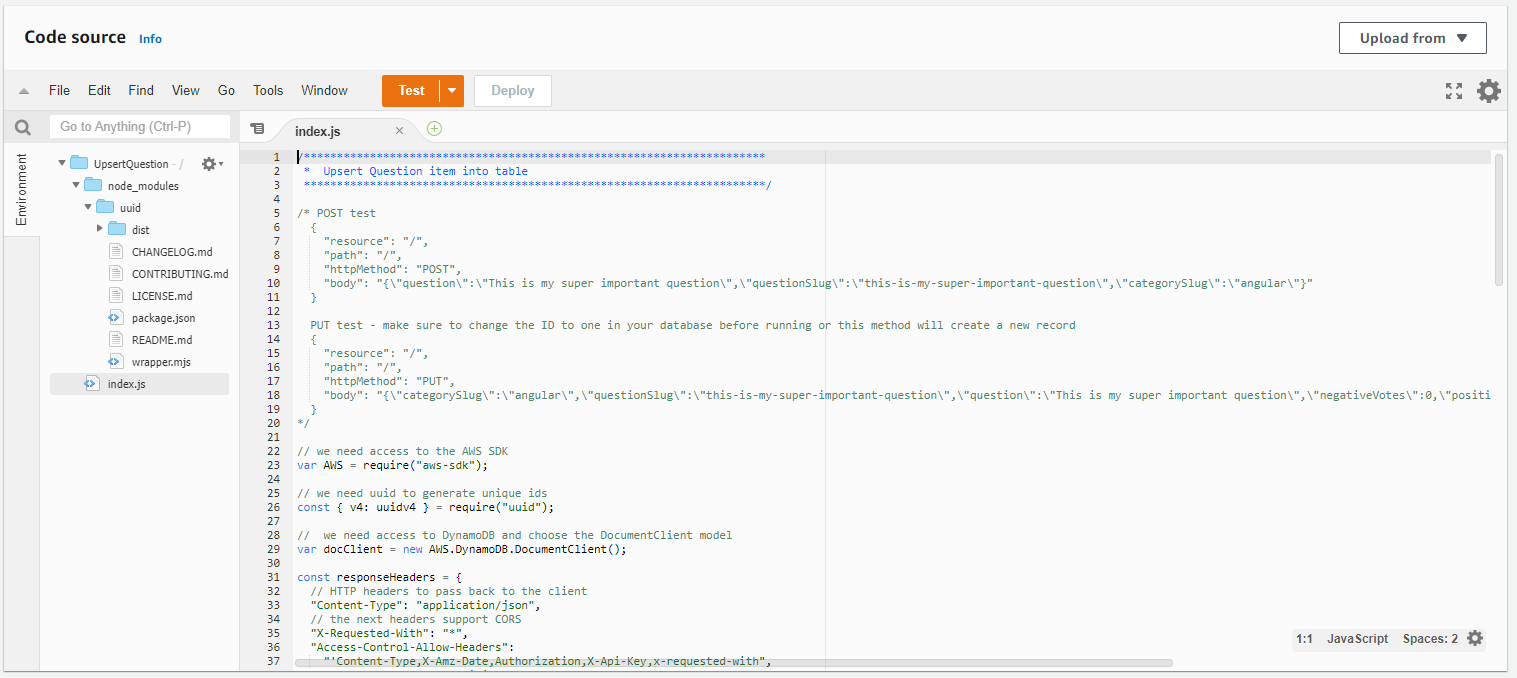 Code source Info
Upload from
File Edit Find View Go Tools Window Test Deploy
Go to Anything (Ctrl-P)
index.js
Environment
UpsertQuestion - /
node_modules
uuid
dist
CHANGELOG.md
CONTRIBUTING.md
LICENSE.md
package.json
README.md
wrapper.mjs
index.js
1 /**********************************************************************
2 * Upsert Question item into table
3 **********************************************************************/
4
5 /* POST test
6 {
7 "resource": "/",
8 "path": "/",
9 "httpMethod": "POST",
10 "body": "{\"question\":\"This is my super important question\",\"questionSlug\":\"this-is-my-super-important-question\",\"categorySlug\":\"angular\"}"
11 }
12
13 PUT test - make sure to change the ID to one in your database before running or this method will create a new record
14 {
15 "resource": "/",
16 "path": "/",
17 "httpMethod": "PUT",
18 "body": "{\"categorySlug\":\"angular\",\"questionSlug\":\"this-is-my-super-important-question\",\"question\":\"This is my super important question\",\"negativeVotes\":0,\"positi
19 }
20 */
21
22 // we need access to the AWS SDK
23 var AWS = require("aws-sdk");
24
25 // we need uuid to generate unique ids
26 const { v4: uuidv4 } = require("uuid");
27
28 // we need access to DynamoDB and choose the DocumentClient model
29 var docClient = new AWS.DynamoDB.DocumentClient();
30
31 const responseHeaders = {
32 // HTTP headers to pass back to the client
33 "Content-Type": "application/json",
34 // the next headers support CORS
35 "X-Requested-With": "*",
36 "Access-Control-Allow-Headers":
37 "'Content-Type,X-Amz-Date,Authorization,X-Api-Key,x-requested-with",
1:1 JavaScript Spaces: 2